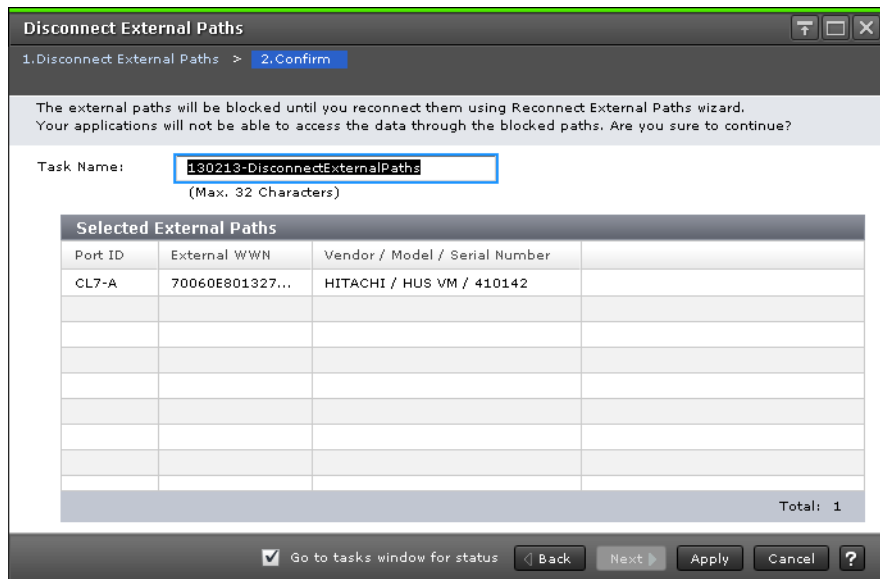 Disconnect External Paths
1.Disconnect External Paths > 2.Confirm
The external paths will be blocked until you reconnect them using Reconnect External Paths wizard.
Your applications will not be able to access the data through the blocked paths. Are you sure to continue?
Task Name: 130213-DisconnectExternalPaths
(Max. 32 Characters)
Selected External Paths
Port ID External WWN Vendor / Model / Serial Number
CL7-A 70060E801327... HITACHI / HUS VM / 410142
Total: 1
Go to tasks window for status Back Next Apply Cancel ?